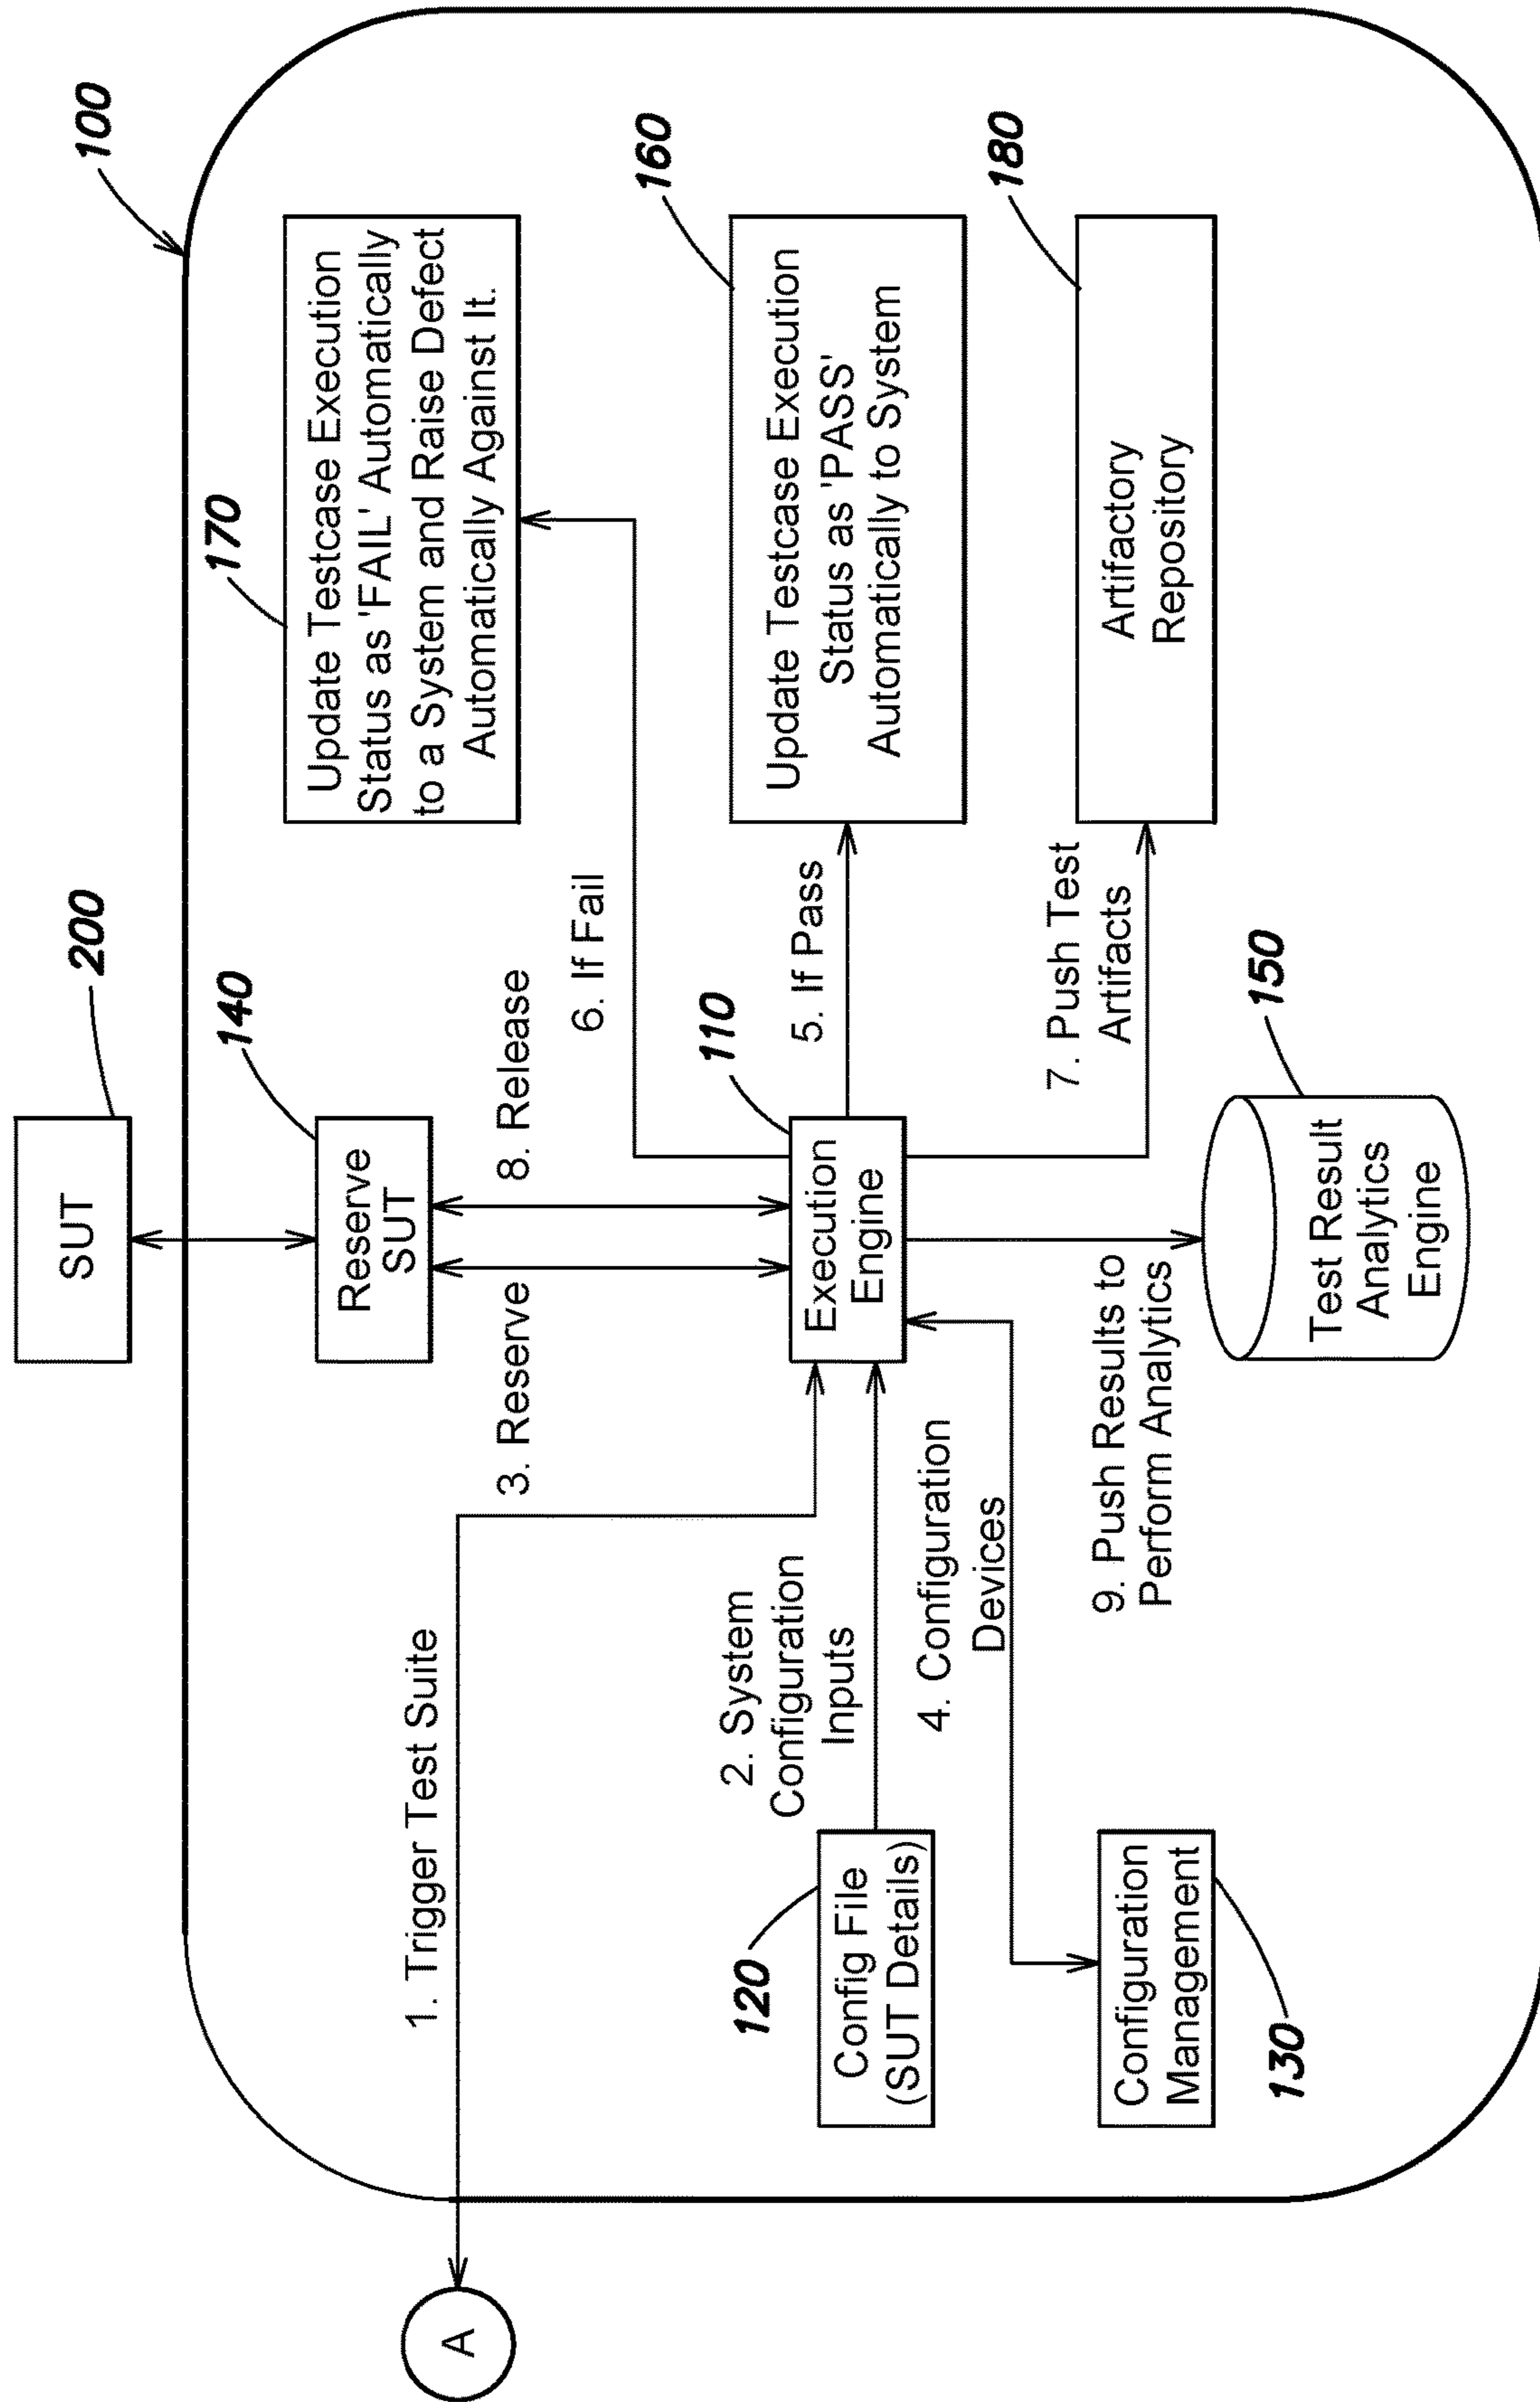 200
SUT
100
140
Reserve
SUT
170
Update Testcase Execution
Status as 'FAIL' Automatically
to a System and Raise Defect
Automatically Against It.
1. Trigger Test Suite
A
3. Reserve
8. Release
6. If Fail
110
Execution
Engine
5. If Pass
160
Update Testcase Execution
Status as 'PASS'
Automatically to System
2. System
Configuration
Inputs
120
Config File
(SUT Details)
4. Configuration
Devices
Configuration
Management
130
7. Push Test
Artifacts
180
Artifactory
Repository
9. Push Results to
Perform Analytics
150
Test Result
Analytics
Engine